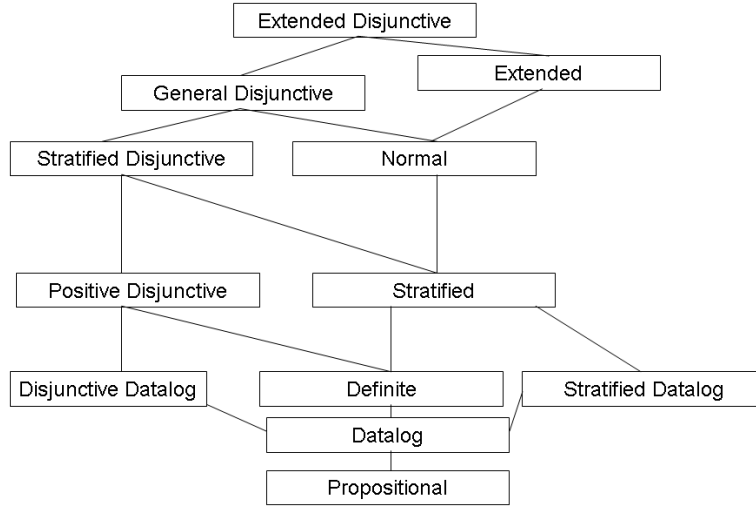 Extended Disjunctive
Extended
General Disjunctive
Stratified Disjunctive
Normal
Positive Disjunctive
Stratified
Disjunctive Datalog
Definite
Stratified Datalog
Datalog
Propositional